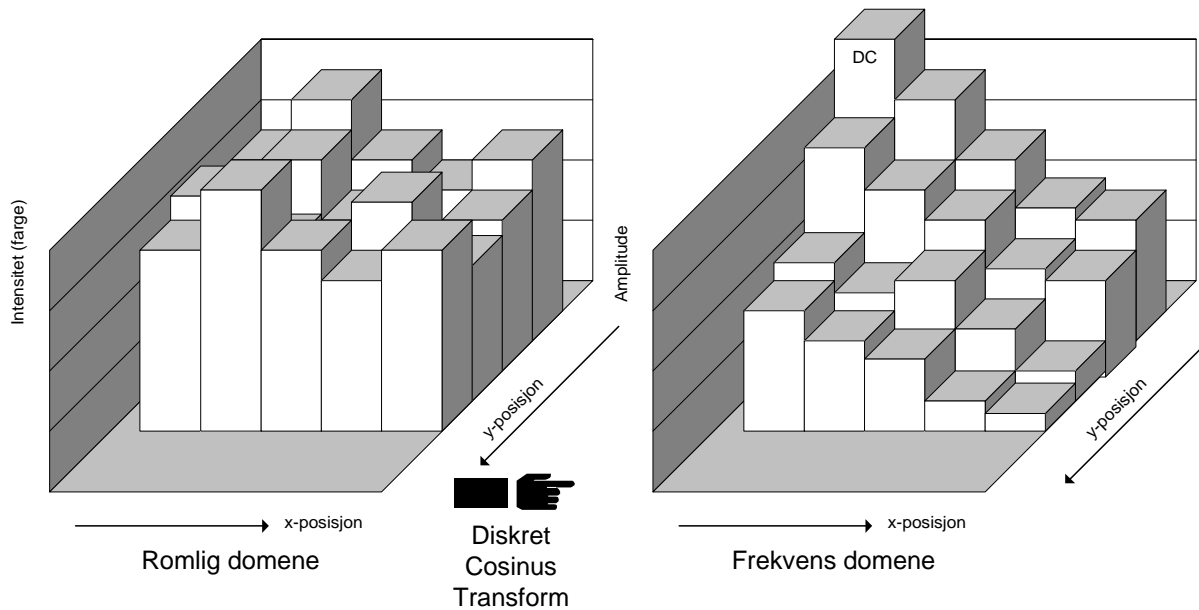 DC
Intensitet (farge)
Amplitude
y-posisjon
y-posisjon
x-posisjon
x-posisjon
Romlig domene
Diskret
Cosinus
Transform
Frekvens domene